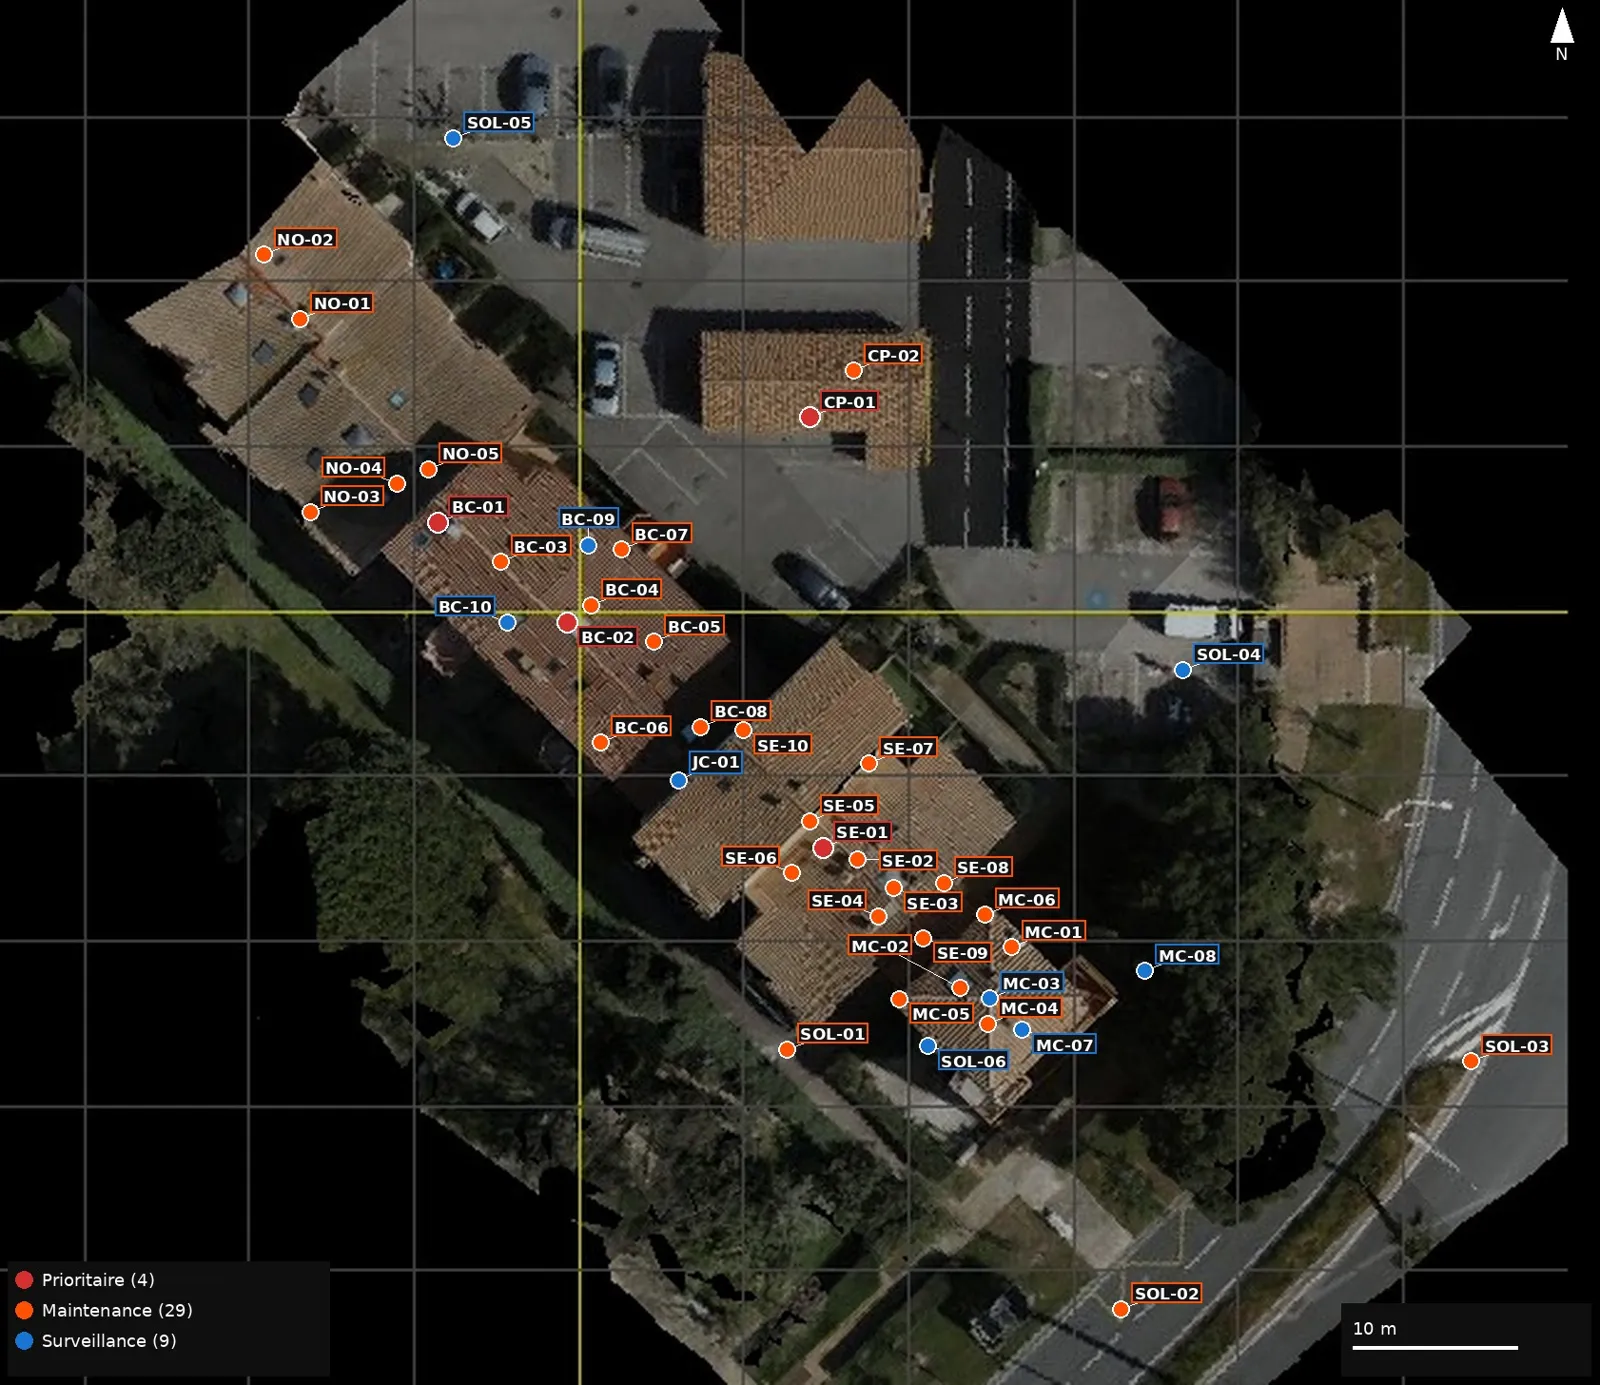 N
SOL-05
NO-02
NO-01
CP-02
CP-01
NO-05
NO-04
NO-03
BC-01
BC-09
BC-07
BC-03
BC-04
BC-10
BC-05
BC-02
SOL-04
BC-08
BC-06
SE-10
SE-07
JC-01
SE-05
SE-01
SE-06
SE-02
SE-08
SE-04
SE-03
MC-06
MC-01
MC-02
SE-09
MC-08
MC-03
MC-04
MC-05
SOL-01
MC-07
SOL-03
SOL-06
SOL-02
Prioritaire (4)
Maintenance (29)
Surveillance (9)
10 m